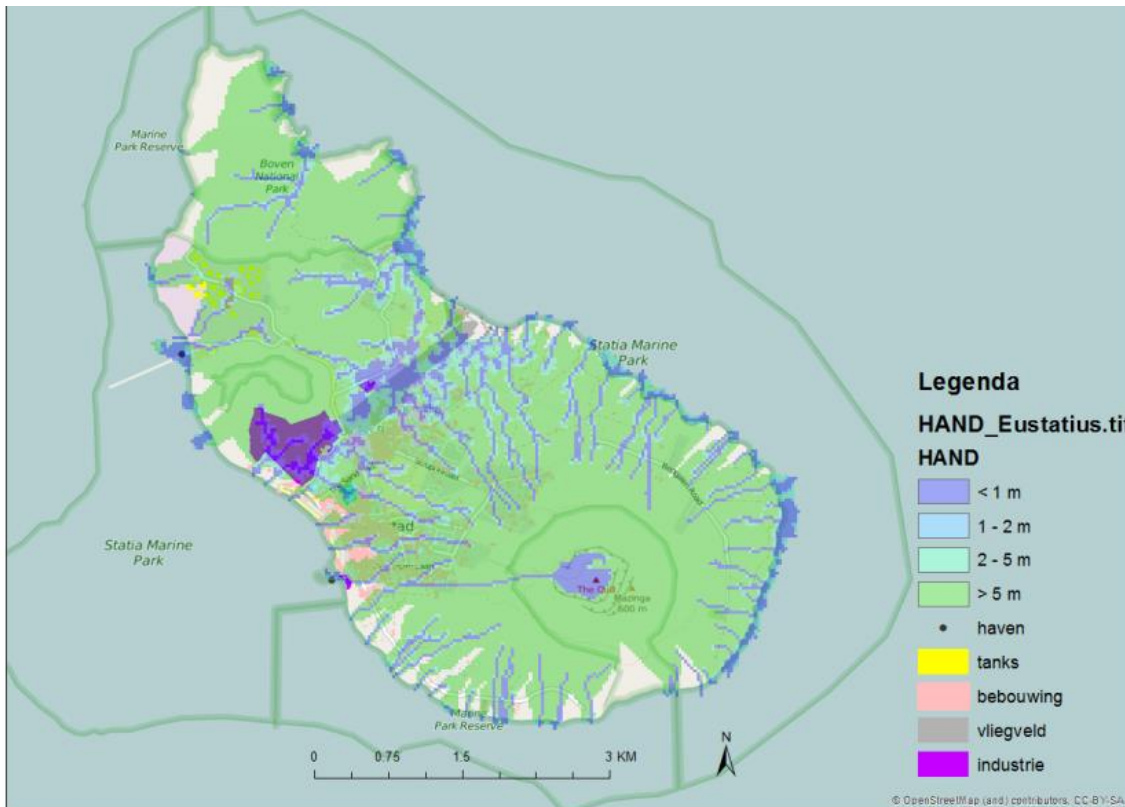 Marine
Park Reserve
Boven
National
Park
Statia Marine
Park
Statia Marine
Park
The Quill
Mazinga
600 m
Marine
Park Reserve
0 0.75 1.5 3 KM
N
Legenda
HAND_Eustatius.tif
HAND
< 1 m
1 - 2 m
2 - 5 m
> 5 m
haven
tanks
bebouwing
vliegveld
industrie
© OpenStreetMap (and) contributors, CC-BY-SA